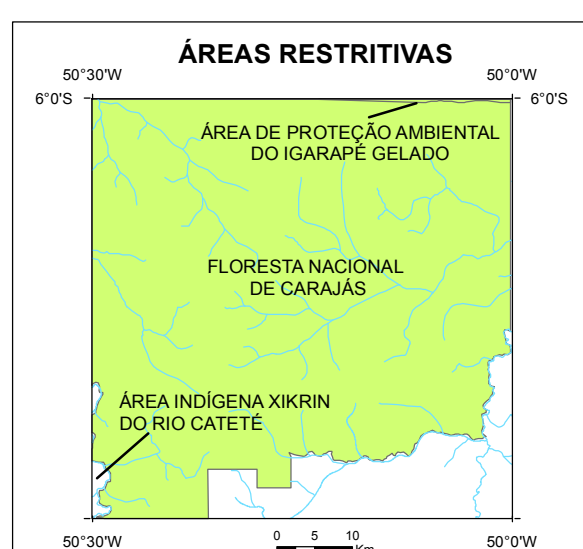 ÁREAS RESTRITIVAS
50°30'W 50°0'W
6°0'S 6°0'S
ÁREA DE PROTEÇÃO AMBIENTAL
DO IGARAPÉ GELADO
FLORESTA NACIONAL
DE CARAJÁS
ÁREA INDÍGENA XIKRIN
DO RIO CATETÉ
0 5 10
Km
50°30'W 50°0'W